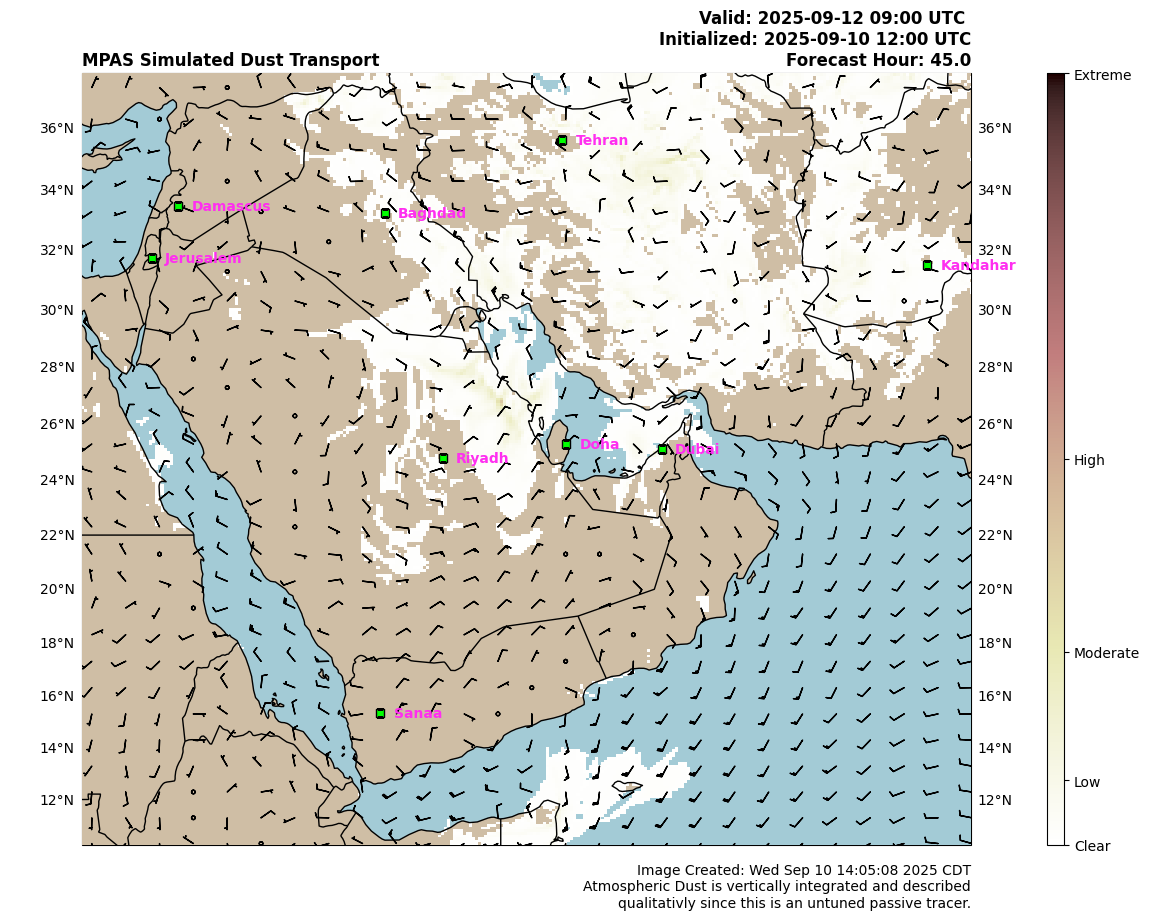 Valid: 2025-09-12 09:00 UTC
Initialized: 2025-09-10 12:00 UTC
MPAS Simulated Dust Transport Forecast Hour: 45.0
Extreme
36°N 36°N
Tehran
34°N 34°N
Damascus
Baghdad
32°N 32°N
Jerusalem
Kandahar
30°N 30°N
28°N 28°N
26°N 26°N
Doha
Dubai
Riyadh
High
24°N 24°N
22°N 22°N
20°N 20°N
18°N 18°N
Moderate
16°N 16°N
Sanaa
14°N 14°N
Low
12°N 12°N
Clear
Image Created: Wed Sep 10 14:05:08 2025 CDT
Atmospheric Dust is vertically integrated and described
qualitativly since this is an untuned passive tracer.